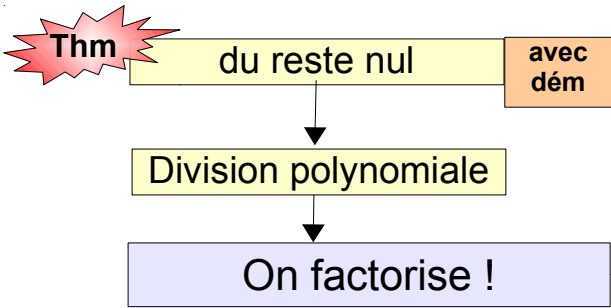 Thm
du reste nul
avec
dém
Division polynomiale
On factorise !